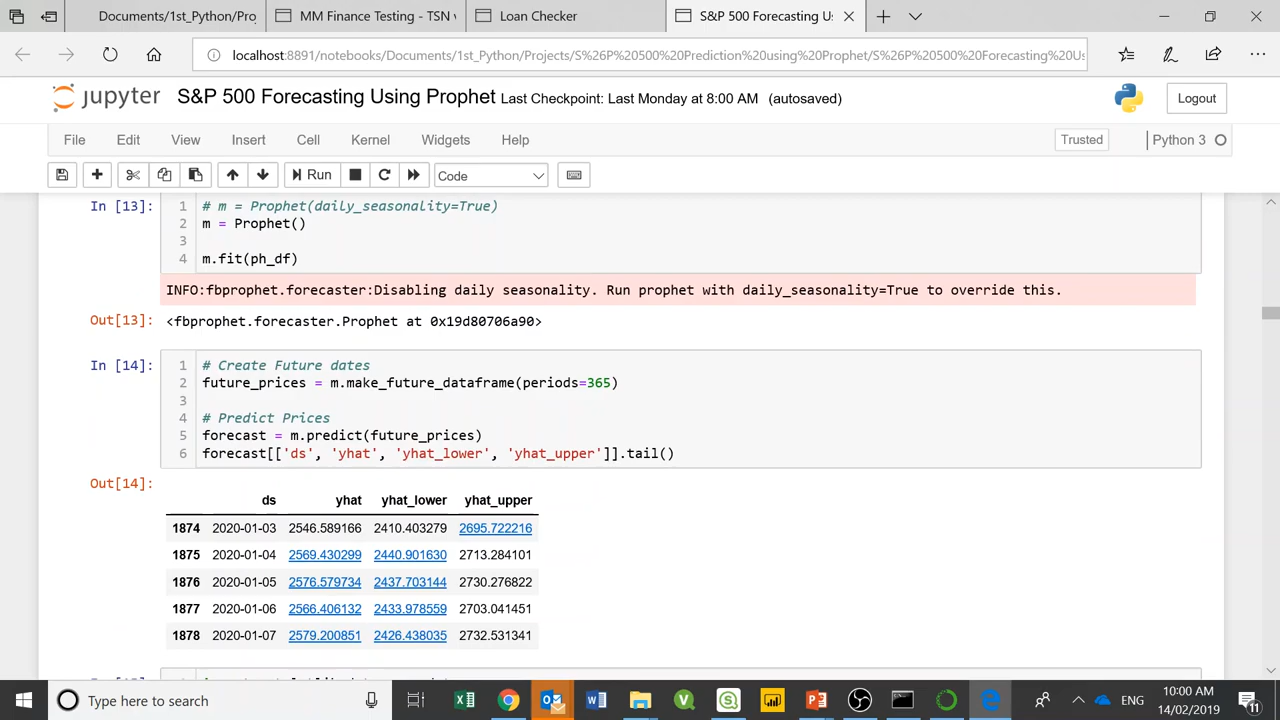 Documents/1st_Python/Proj
MM Finance Testing - TSN
Loan Checker
S&P 500 Forecasting U
localhost:8891/notebooks/Documents/1st_Python/Projects/S%26P%20500%20Prediction%20using%20Prophet/S%26P%20500%20Forecasting%20Us
jupyter S&P 500 Forecasting Using Prophet Last Checkpoint: Last Monday at 8:00 AM (autosaved)
Logout
File Edit View Insert Cell Kernel Widgets Help
Trusted
Python 3
Run
Code
In [13]:
1 # m = Prophet(daily_seasonality=True)
2 m = Prophet()
3
4 m.fit(ph_df)
INFO:fbprophet.forecaster:Disabling daily seasonality. Run prophet with daily_seasonality=True to override this.
Out[13]: <fbprophet.forecaster.Prophet at 0x19d80706a90>
In [14]:
1 # Create Future dates
2 future_prices = m.make_future_dataframe(periods=365)
3
4 # Predict Prices
5 forecast = m.predict(future_prices)
6 forecast[['ds', 'yhat', 'yhat_lower', 'yhat_upper']].tail()
Out[14]:
ds yhat yhat_lower yhat_upper
1874 2020-01-03 2546.589166 2410.403279 2695.722216
1875 2020-01-04 2569.430299 2440.901630 2713.284101
1876 2020-01-05 2576.579734 2437.703144 2730.276822
1877 2020-01-06 2566.406132 2433.978559 2703.041451
1878 2020-01-07 2579.200851 2426.438035 2732.531341
Type here to search
ENG
10:00 AM
14/02/2019
11